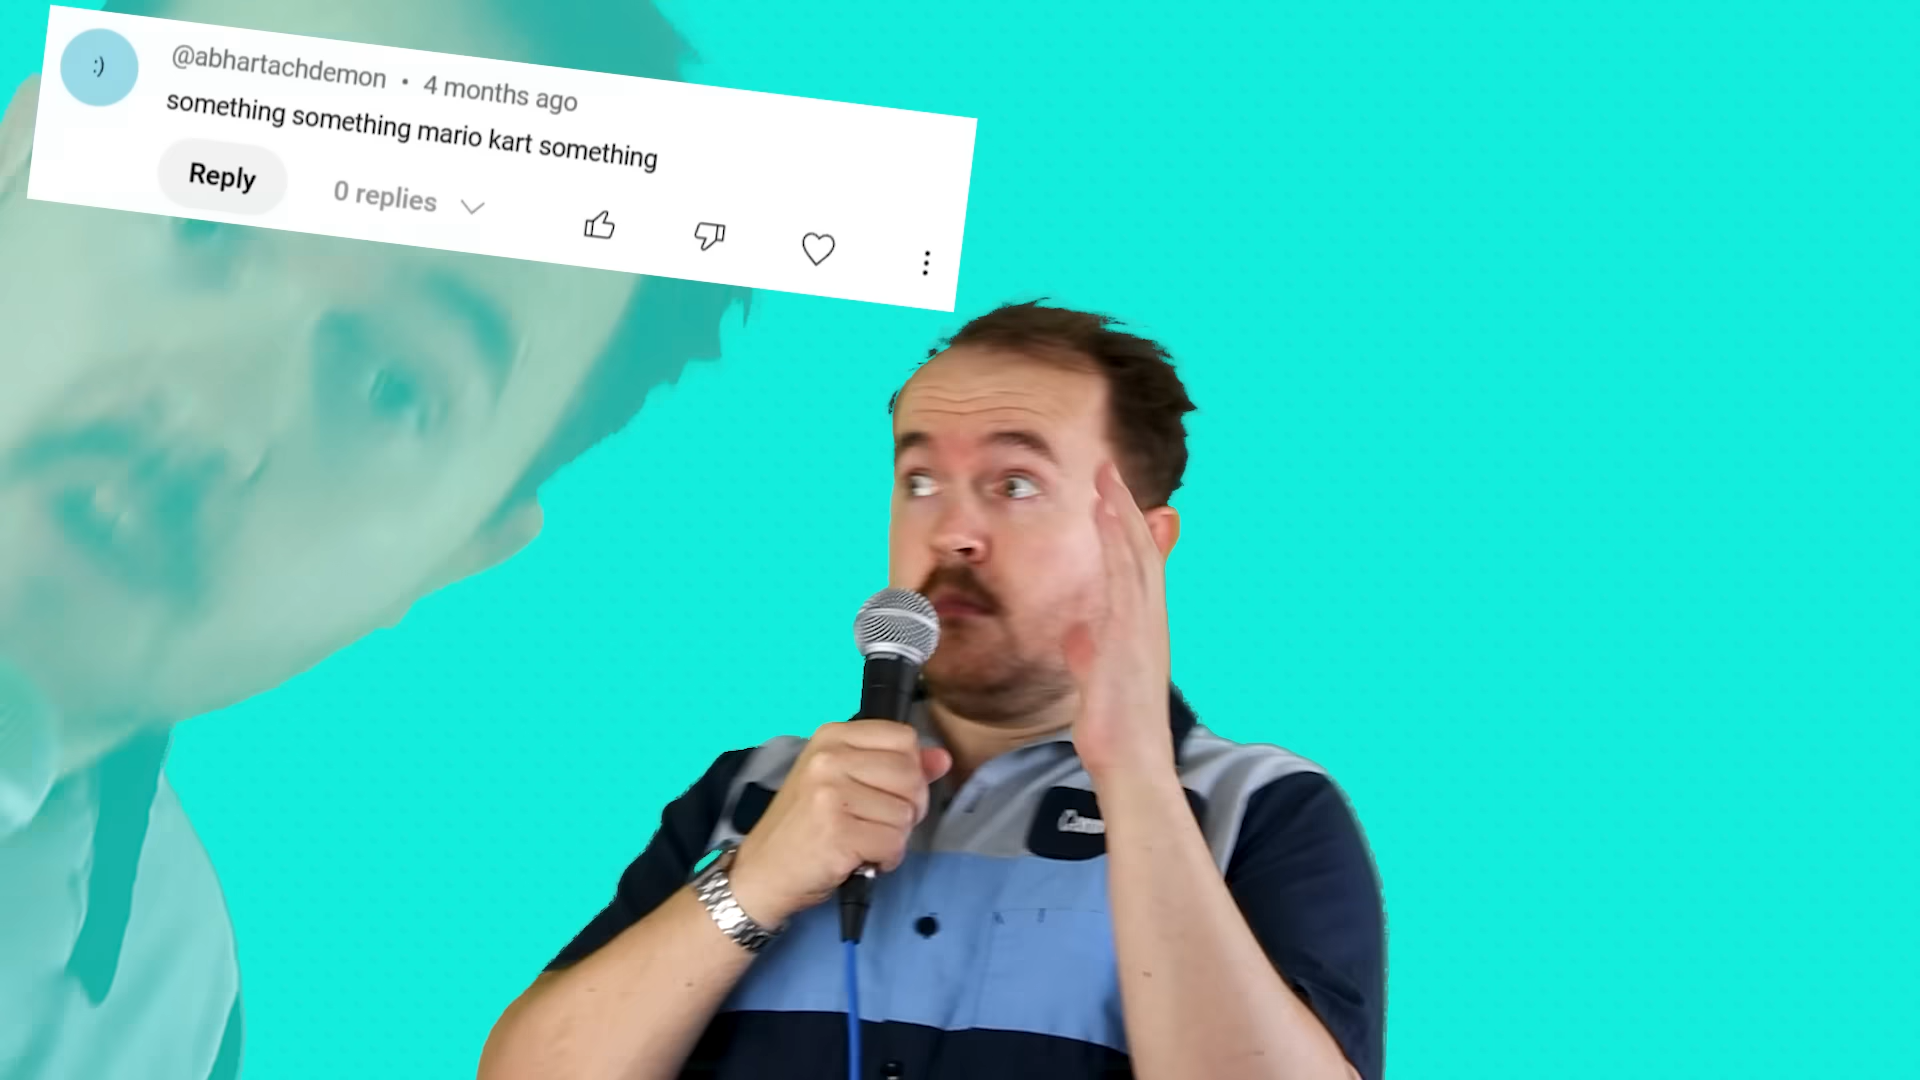 :)
@abhartachdemon • 4 months ago
something something mario kart something
Reply
0 replies